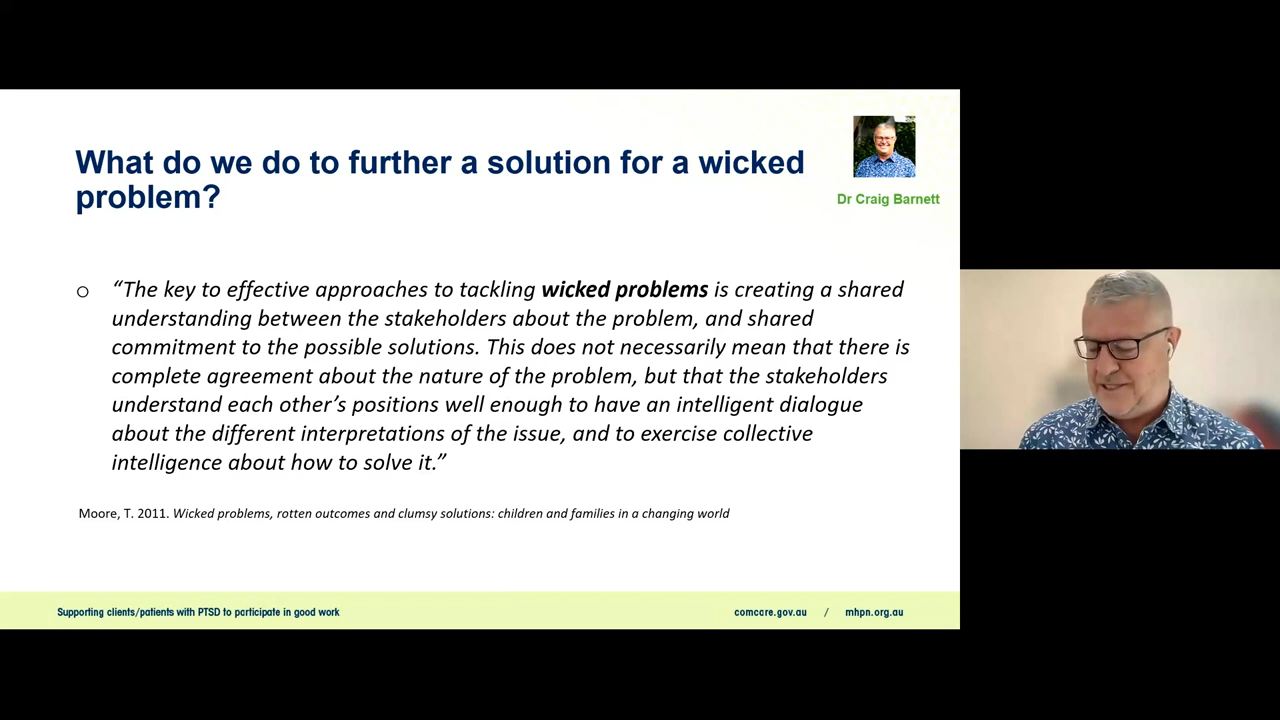 What do we do to further a solution for a wicked
problem?
Dr Craig Barnett
o “The key to effective approaches to tackling wicked problems is creating a shared
understanding between the stakeholders about the problem, and shared
commitment to the possible solutions. This does not necessarily mean that there is
complete agreement about the nature of the problem, but that the stakeholders
understand each other’s positions well enough to have an intelligent dialogue
about the different interpretations of the issue, and to exercise collective
intelligence about how to solve it.”
Moore, T. 2011. Wicked problems, rotten outcomes and clumsy solutions: children and families in a changing world
Supporting clients/patients with PTSD to participate in good work
comcare.gov.au / mhpn.org.au